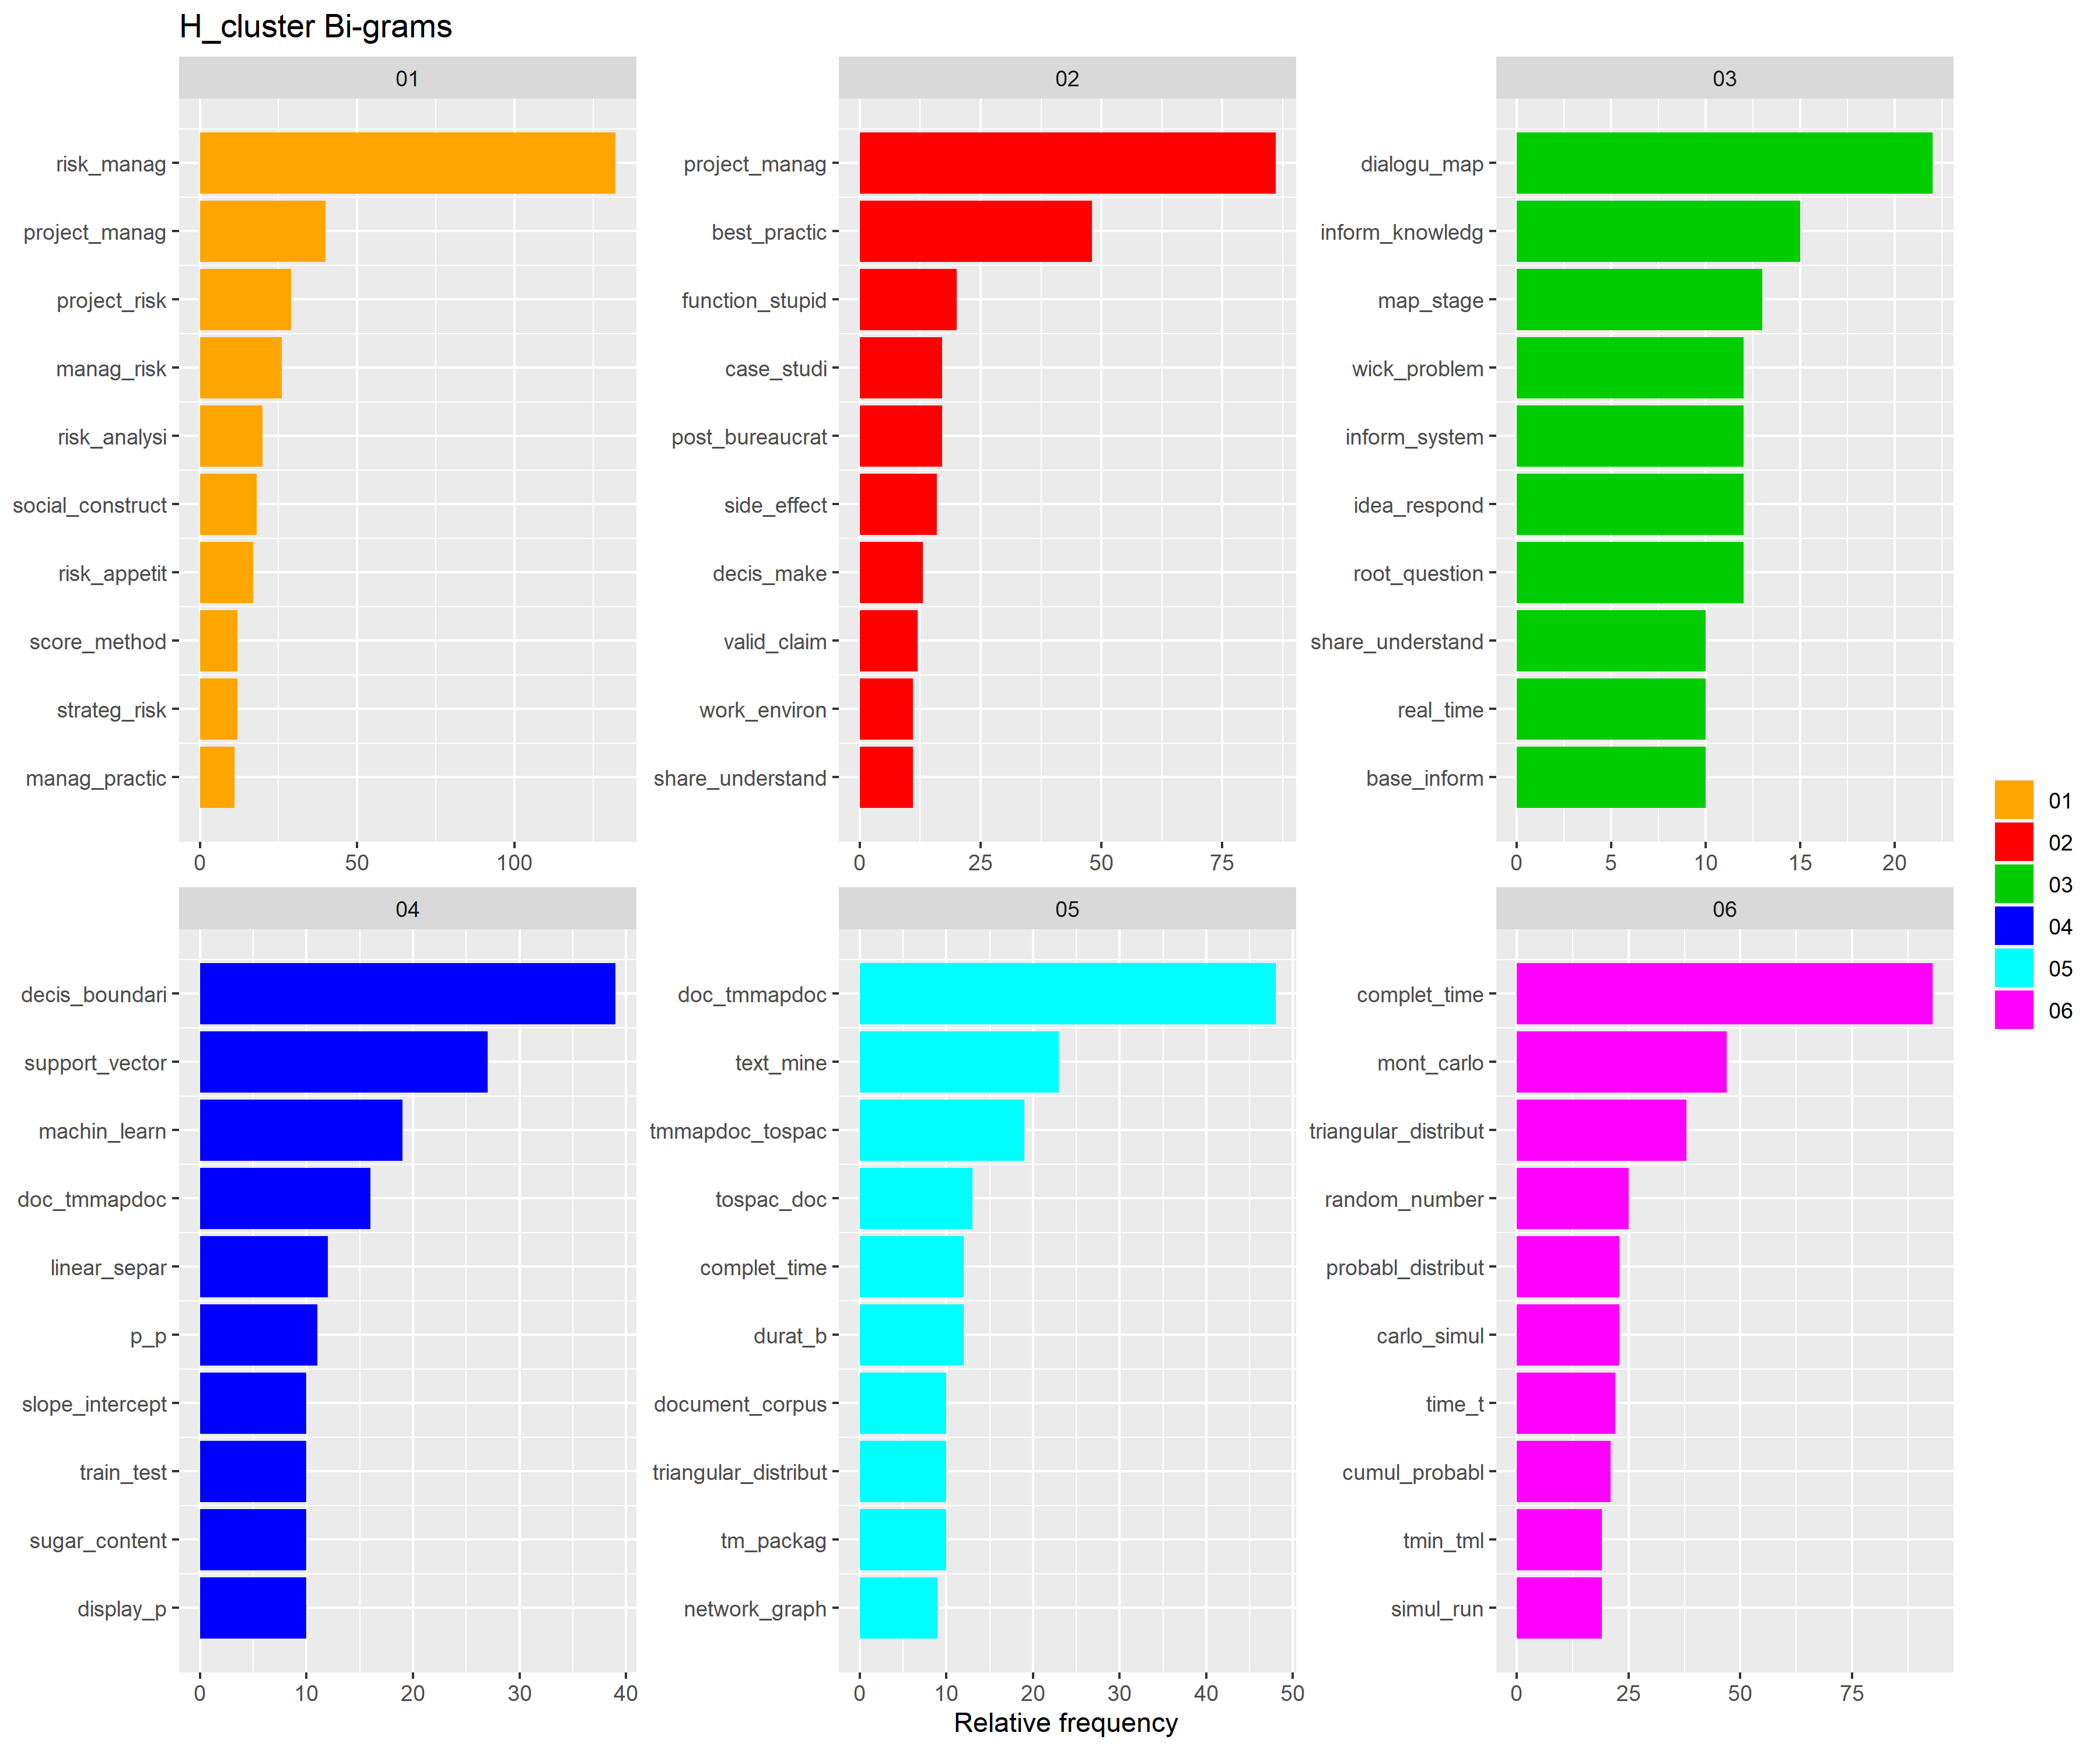 H_cluster Bi-grams
01
risk_manag
project_manag
project_risk
manag_risk
risk_analysi
social_construct
risk_appetit
score_method
strateg_risk
manag_practic
0 50 100
02
project_manag
best_practic
function_stupid
case_studi
post_bureaucrat
side_effect
decis_make
valid_claim
work_environ
share_understand
0 25 50 75
03
dialogu_map
inform_knowledg
map_stage
wick_problem
inform_system
idea_respond
root_question
share_understand
real_time
base_inform
0 5 10 15 20
04
decis_boundari
support_vector
machin_learn
doc_tmmapdoc
linear_separ
p_p
slope_intercept
train_test
sugar_content
display_p
0 10 20 30 40
05
doc_tmmapdoc
text_mine
tmmapdoc_tospac
tospac_doc
complet_time
durat_b
document_corpus
triangular_distribut
tm_packag
network_graph
0 10 20 30 40 50
06
complet_time
mont_carlo
triangular_distribut
random_number
probabl_distribut
carlo_simul
time_t
cumul_probabl
tmin_tml
simul_run
0 25 50 75
Relative frequency
01
02
03
04
05
06